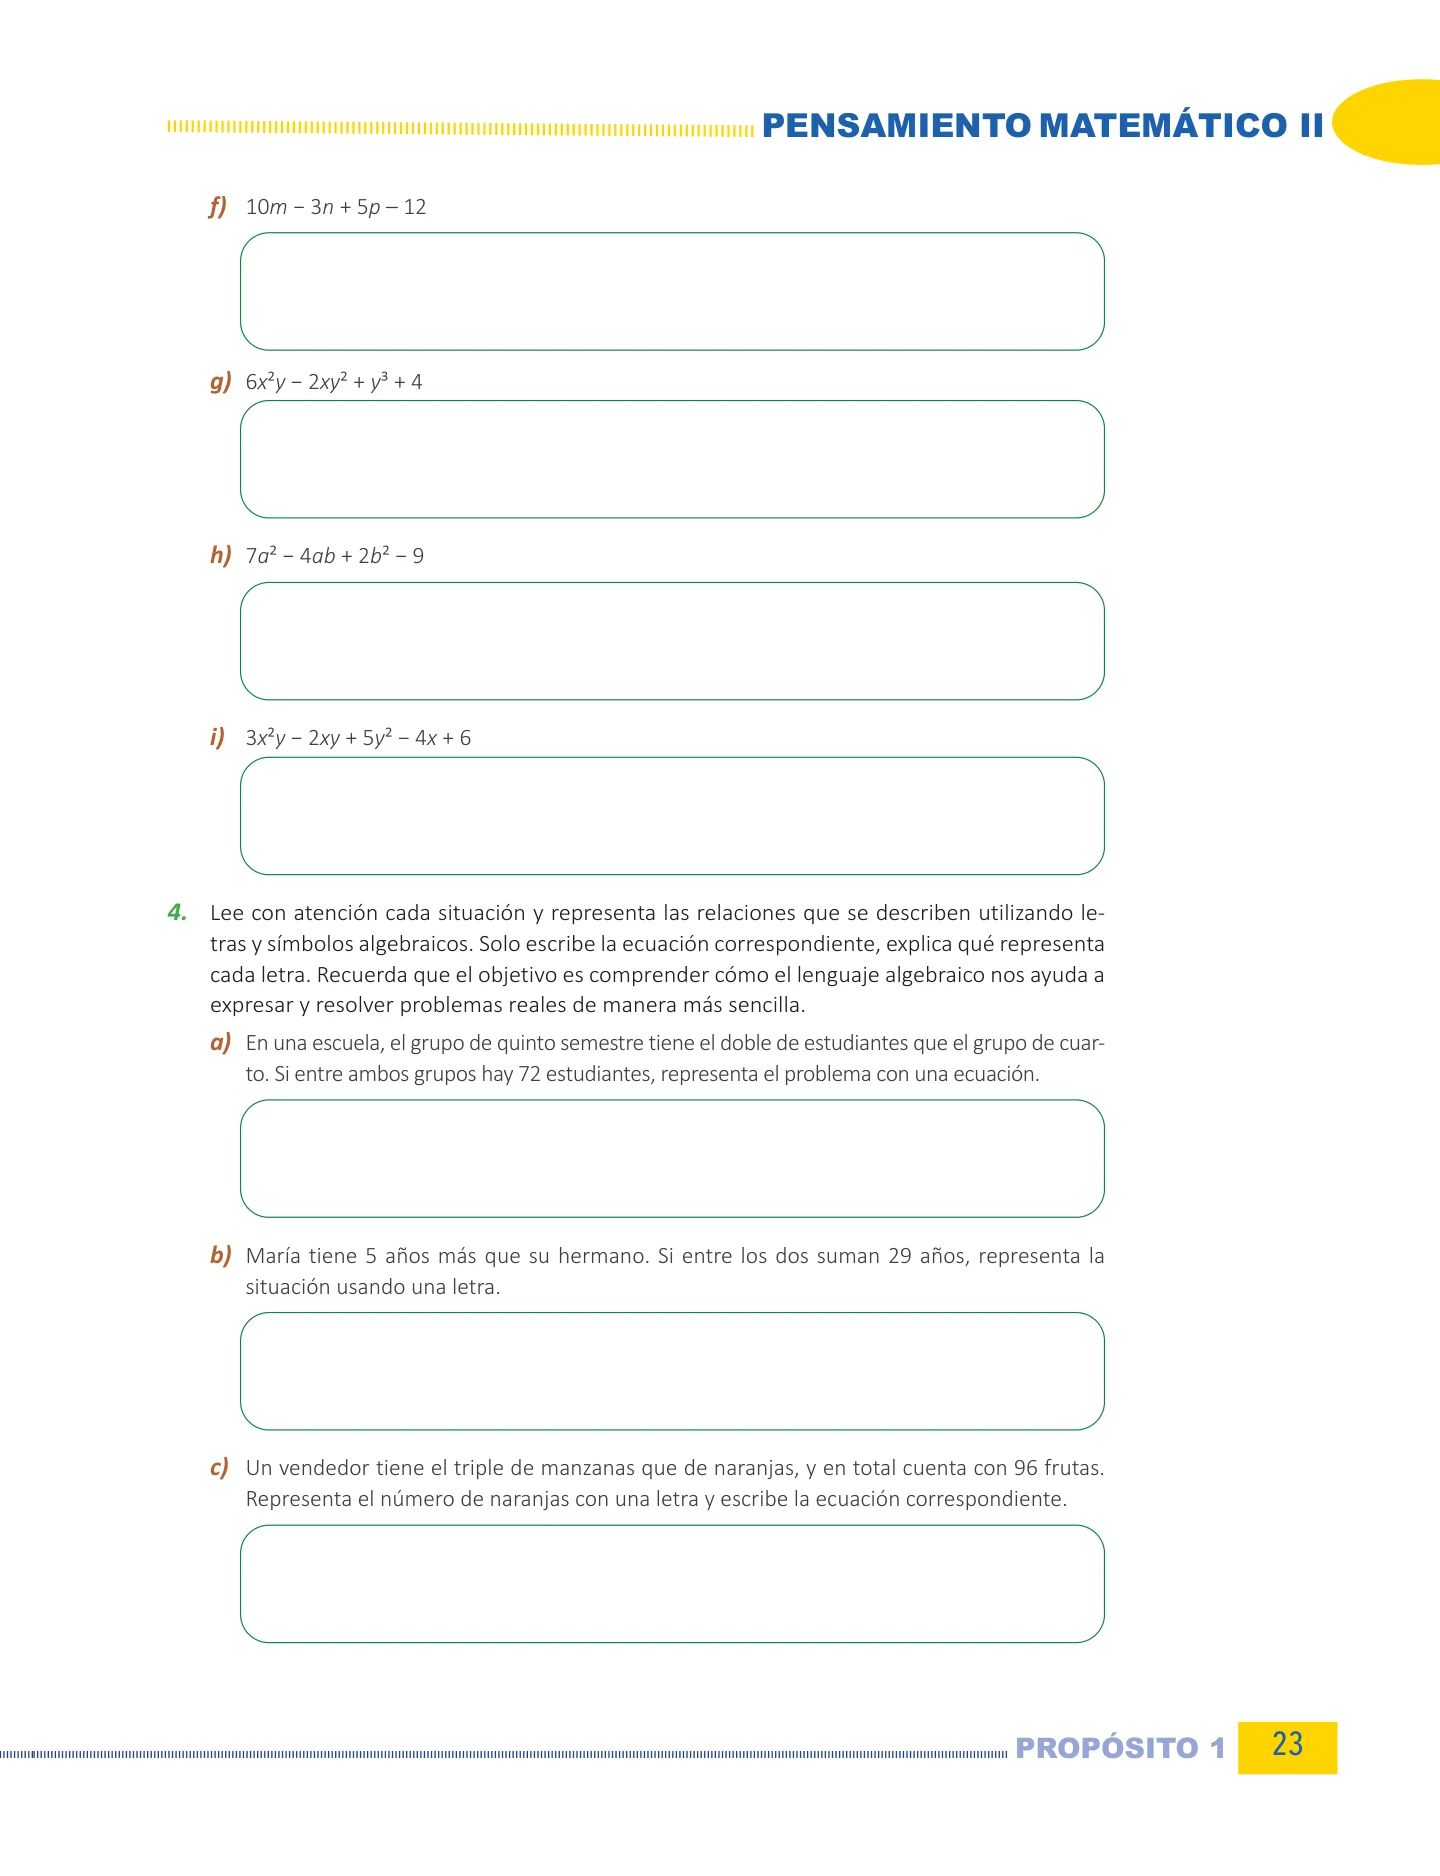 PENSAMIENTO MATEMÁTICO II
f) 10m − 3n + 5p – 12
g) 6x²y − 2xy² + y³ + 4
h) 7a² − 4ab + 2b² − 9
i) 3x²y − 2xy + 5y² − 4x + 6
4. Lee con atención cada situación y representa las relaciones que se describen utilizando le-
tras y símbolos algebraicos. Solo escribe la ecuación correspondiente, explica qué representa
cada letra. Recuerda que el objetivo es comprender cómo el lenguaje algebraico nos ayuda a
expresar y resolver problemas reales de manera más sencilla.
a) En una escuela, el grupo de quinto semestre tiene el doble de estudiantes que el grupo de cuar-
to. Si entre ambos grupos hay 72 estudiantes, representa el problema con una ecuación.
b) María tiene 5 años más que su hermano. Si entre los dos suman 29 años, representa la
situación usando una letra.
c) Un vendedor tiene el triple de manzanas que de naranjas, y en total cuenta con 96 frutas.
Representa el número de naranjas con una letra y escribe la ecuación correspondiente.
PROPÓSITO 1 23